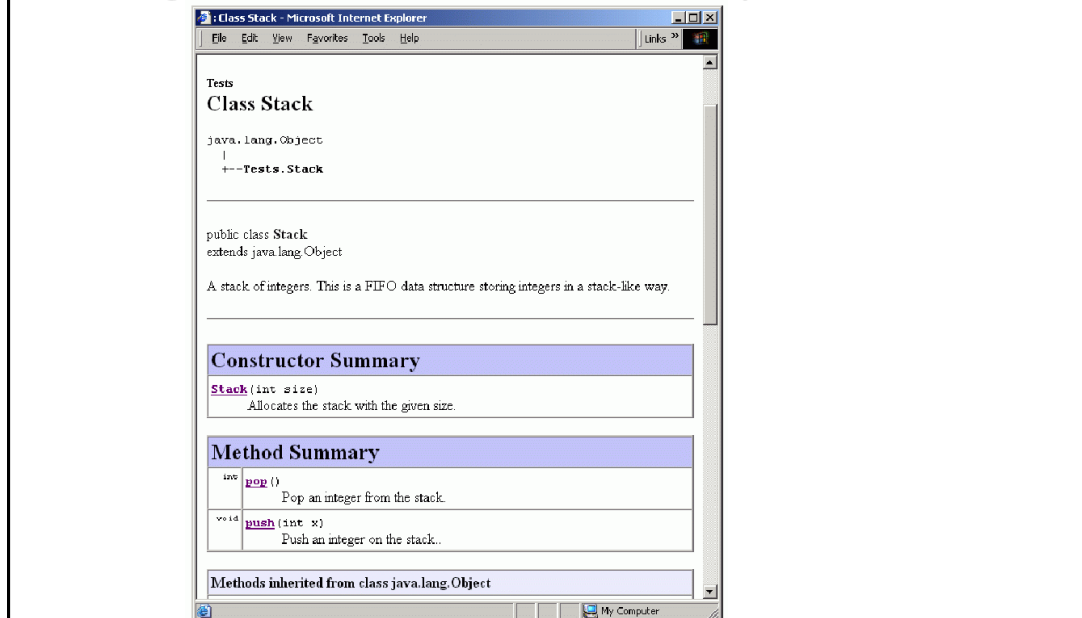 : Class Stack - Microsoft Internet Explorer
File Edit View Favorites Tools Help Links »
Tests
Class Stack
java.lang.Object
|
+--Tests.Stack
public class Stack
extends java.lang.Object
A stack of integers. This is a FIFO data structure storing integers in a stack-like way.
Constructor Summary
Stack(int size)
Allocates the stack with the given size.
Method Summary
int pop()
Pop an integer from the stack.
void push(int x)
Push an integer on the stack..
Methods inherited from class java.lang.Object
My Computer